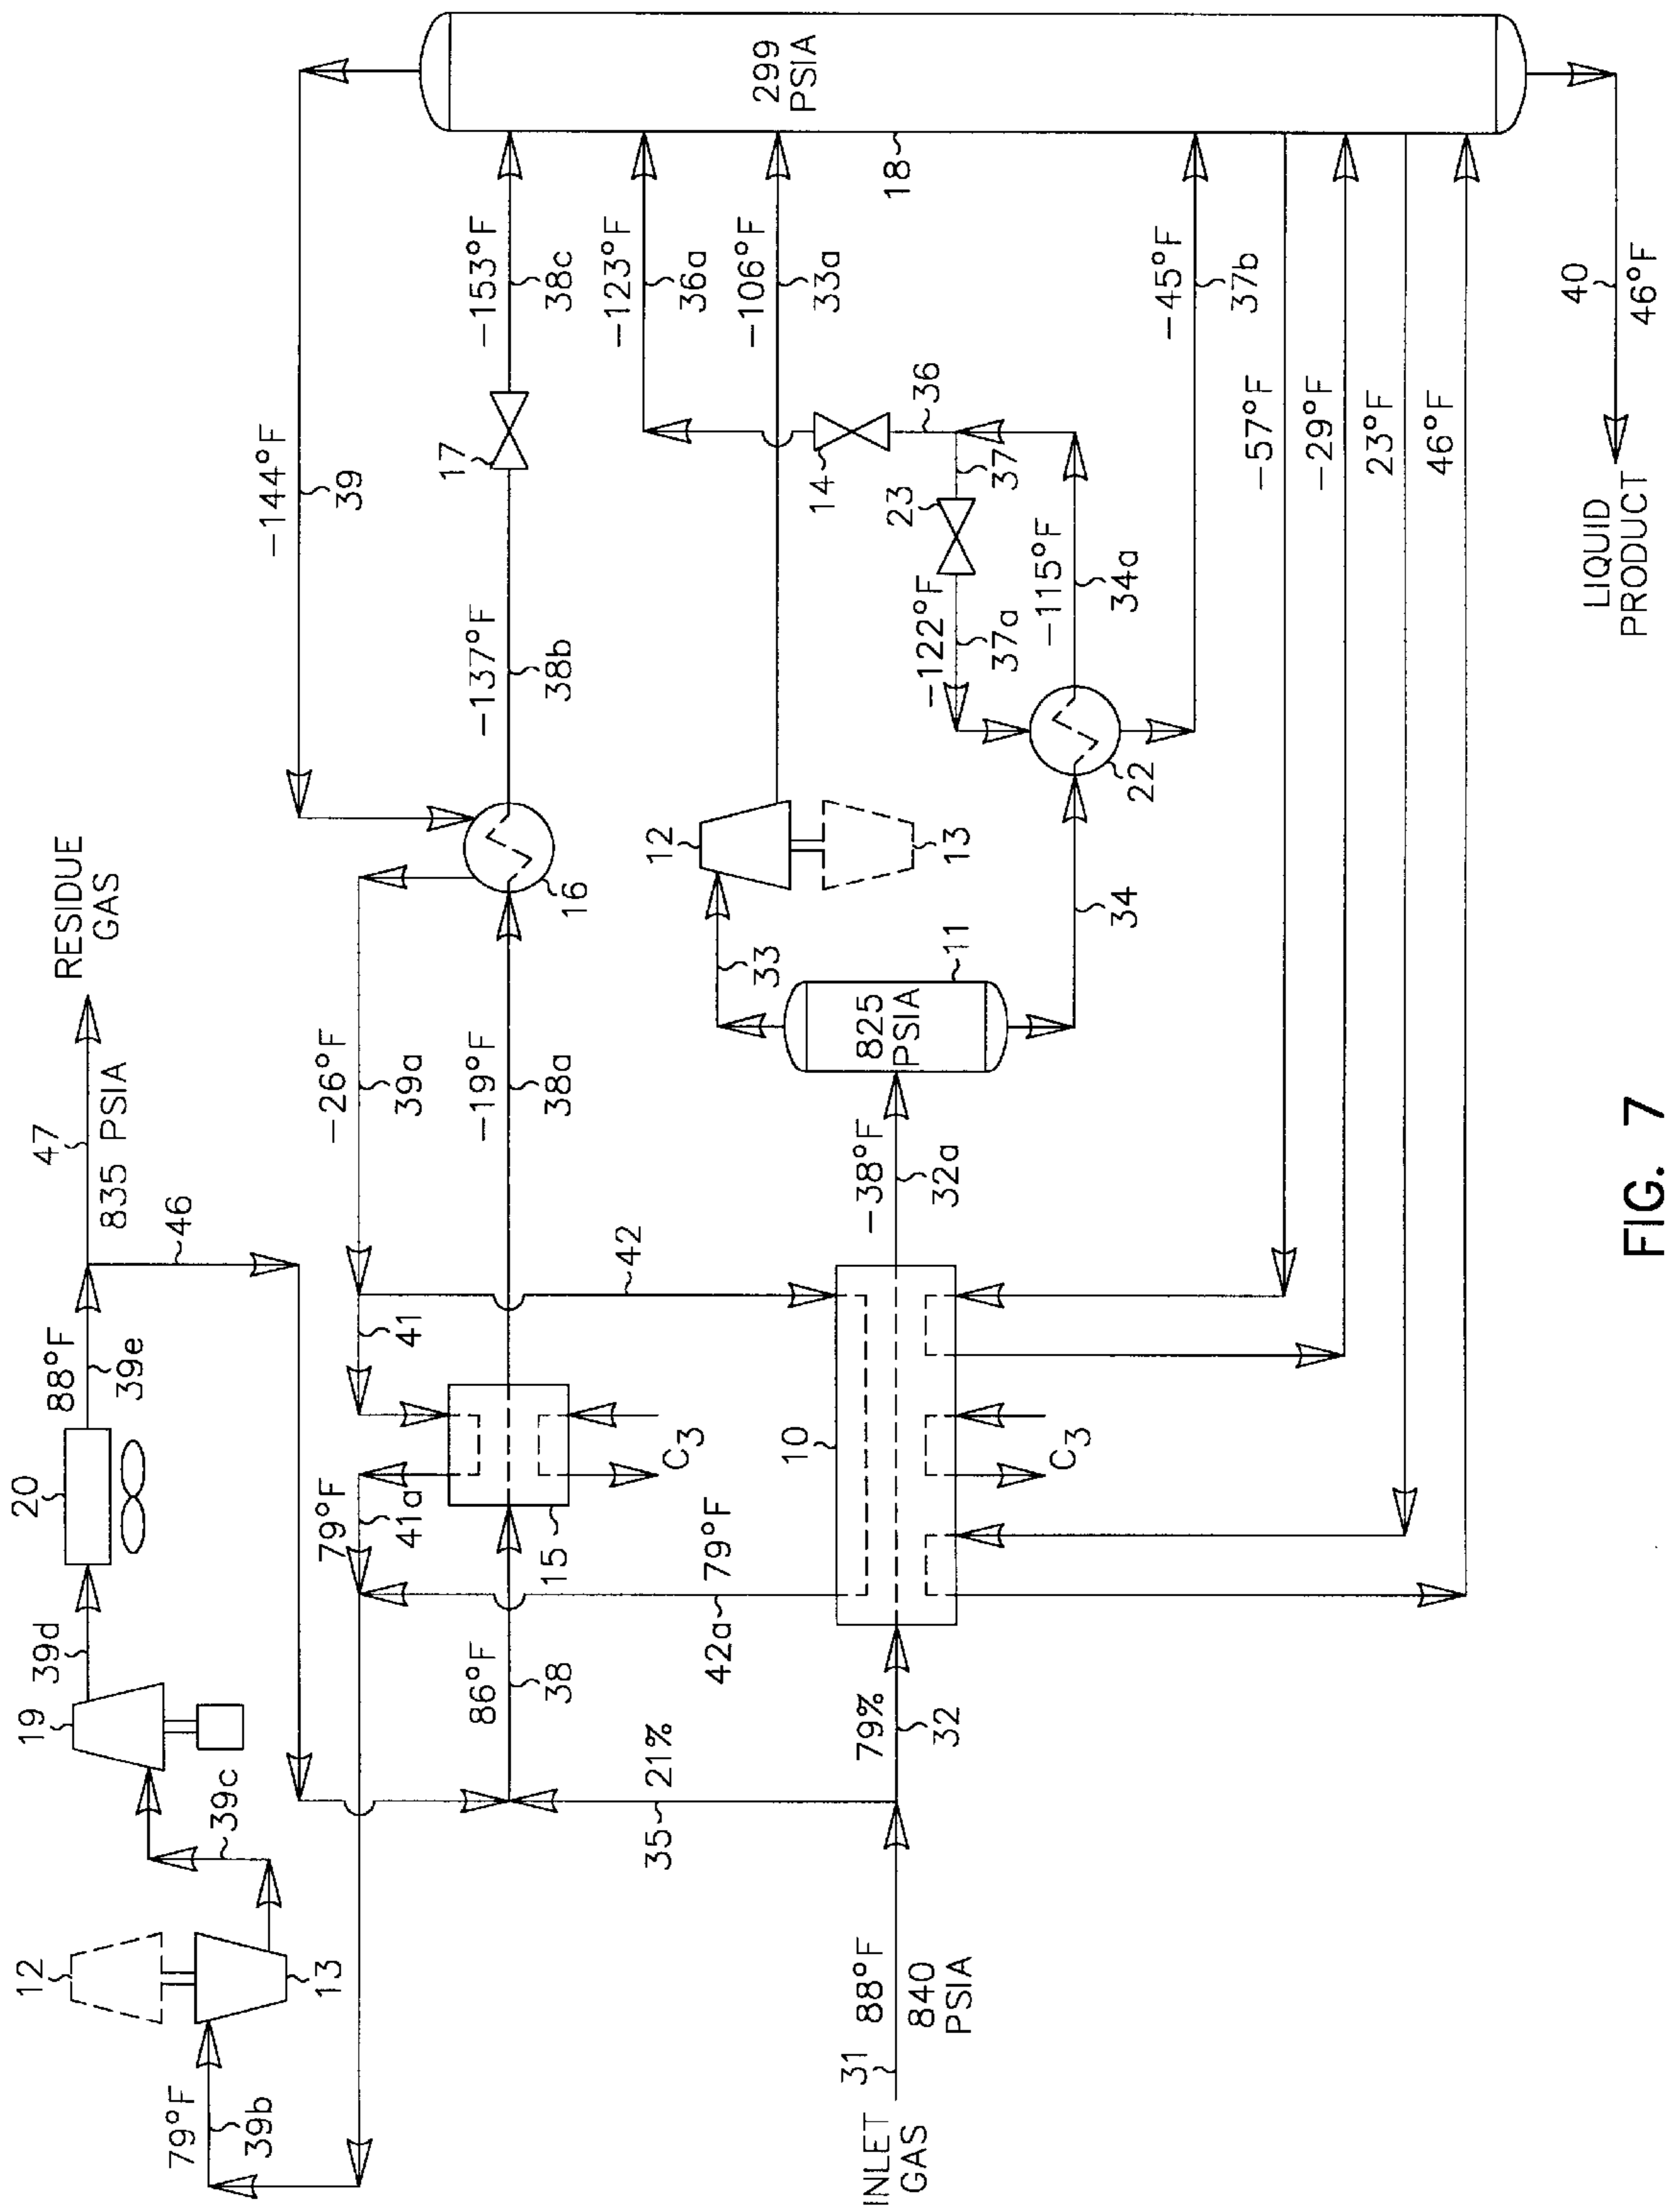 RESIDUE
GAS
47
835 PSIA
46
88°F
39e
20
39d
19
39c
12
13
79°F
39b
-144°F
39
-26°F
39a
41
42
79°F
41a
17
-153°F
38c
-137°F
38b
16
-19°F
38a
15
C3
86°F
38
21%
35
299
PSIA
18
-123°F
36a
-106°F
33a
36
14
23
37
-122°F
37a
-115°F
34a
22
-45°F
37b
12
13
33
34
11
825
PSIA
-38°F
32a
10
C3
42a
79°F
79%
32
31
88°F
840
PSIA
INLET
GAS
-57°F
-29°F
23°F
46°F
40
46°F
LIQUID
PRODUCT
FIG. 7